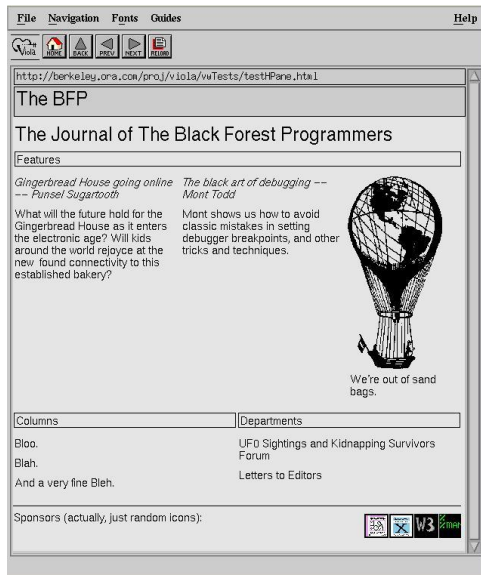 File Navigation Fonts Guides Help
Viola HOME BACK PREV NEXT RELOAD
http://berkeley.ora.com/proj/viola/vwTests/testHPane.html
The BFP
The Journal of The Black Forest Programmers
Features
Gingerbread House going online
-- Punsel Sugartooth
What will the future hold for the
Gingerbread House as it enters
the electronic age? Will kids
around the world rejoyce at the
new found connectivity to this
established bakery?
The black art of debugging --
Mont Todd
Mont shows us how to avoid
classic mistakes in setting
debugger breakpoints, and other
tricks and techniques.
We're out of sand
bags.
Columns
Bloo.
Blah.
And a very fine Bleh.
Departments
UFO Sightings and Kidnapping Survivors
Forum
Letters to Editors
Sponsors (actually, just random icons):
X W3